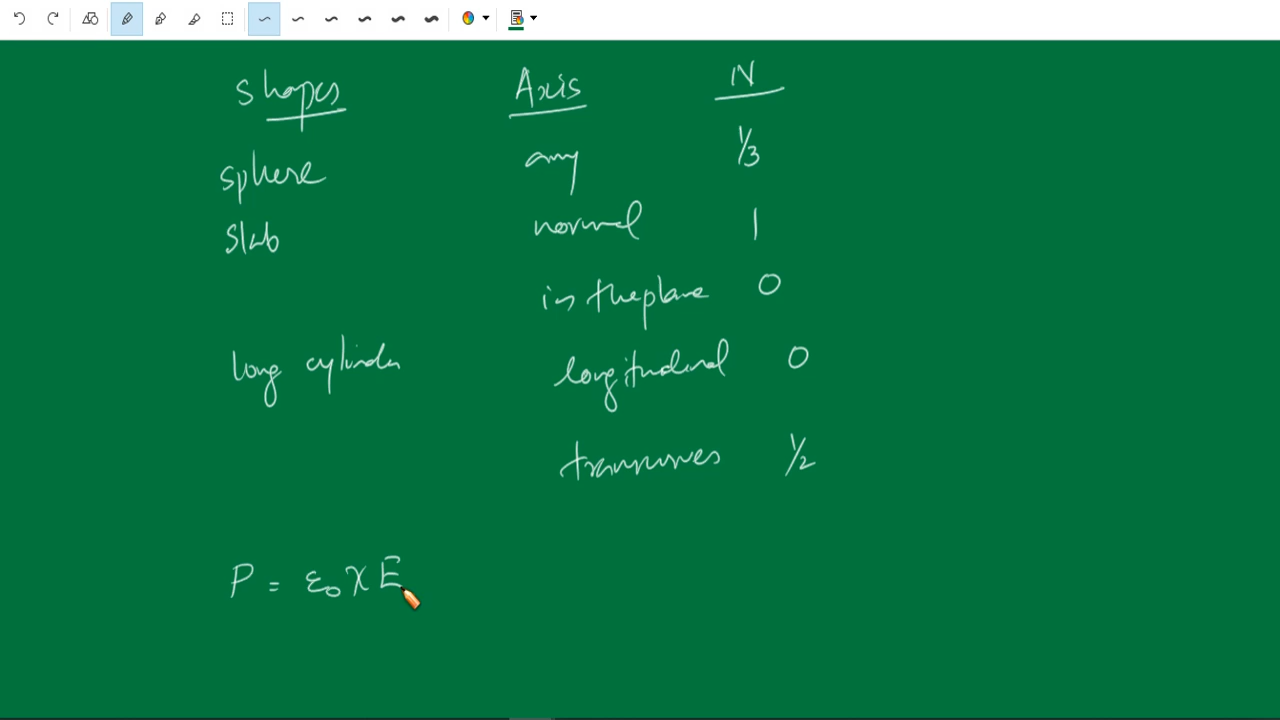 shapes Axis N
sphere any 1/3
Slab normal 1
in the plane 0
long cylinder longitudinal 0
transverses 1/2
P = ε₀ χ E